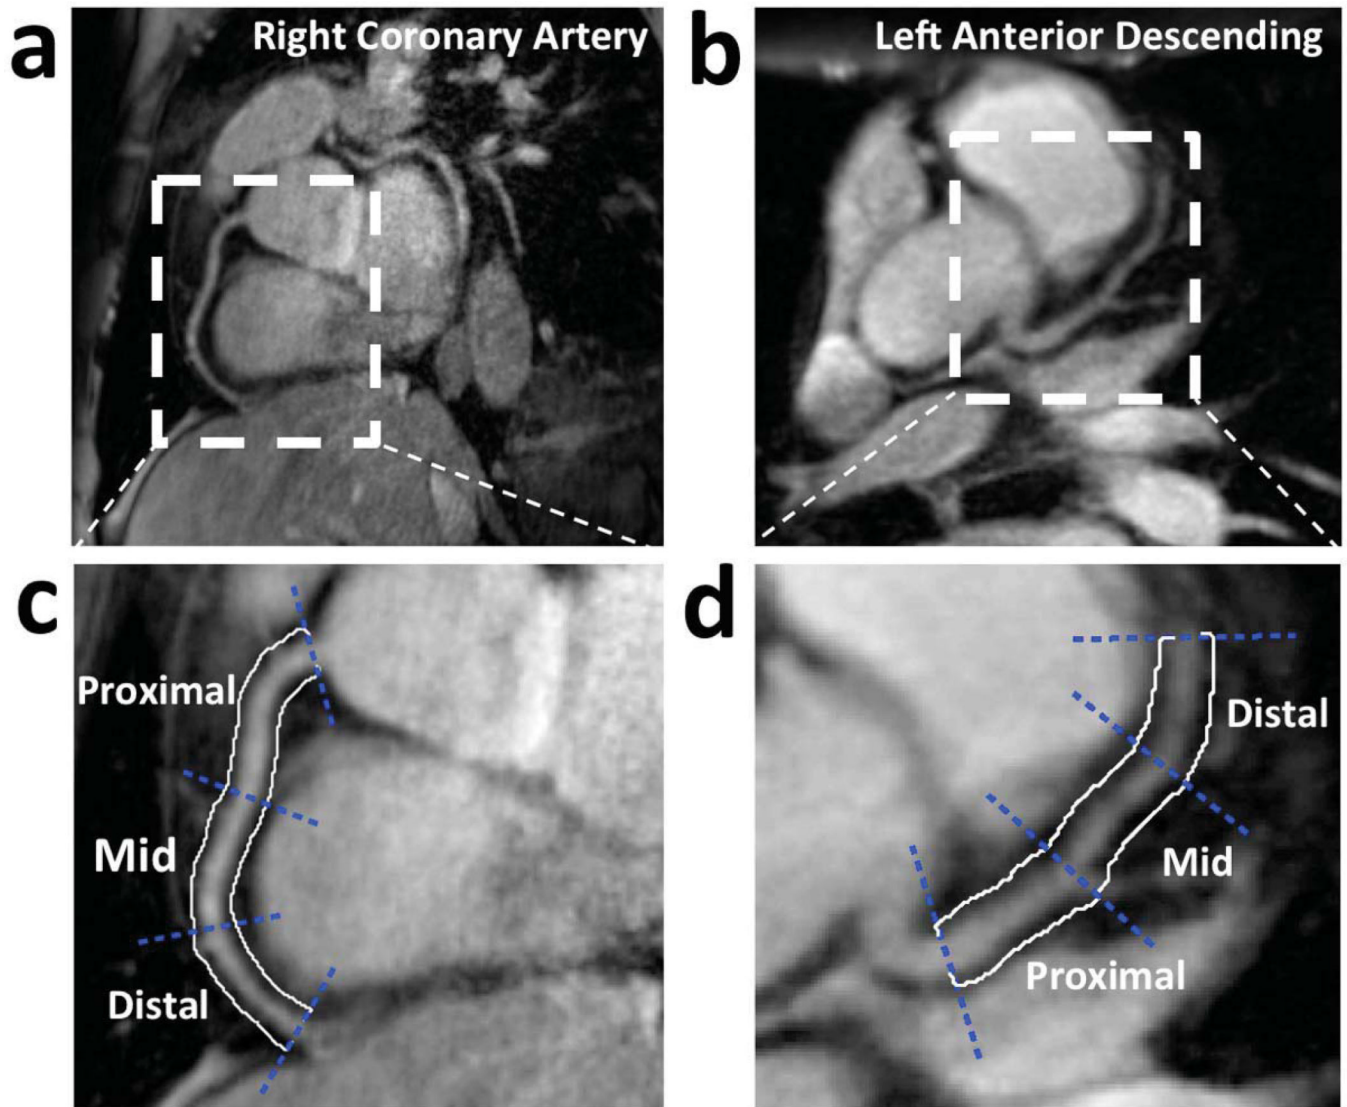 a
Right Coronary Artery
b
Left Anterior Descending
c
Proximal
Mid
Distal
d
Distal
Mid
Proximal